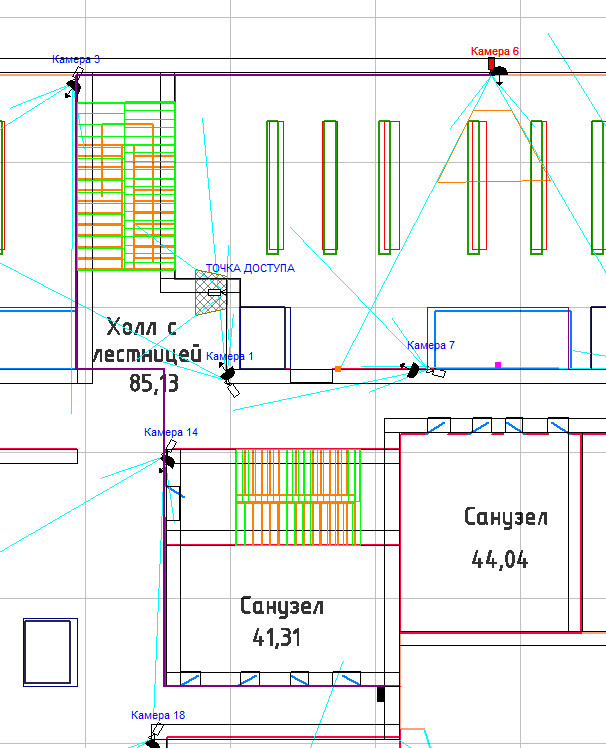 Камера 3
Камера 6
ТОЧКА ДОСТУПА
Холл с
лестницей
85,13
Камера 1
Камера 7
Камера 14
Санузел
44,04
Санузел
41,31
Камера 18